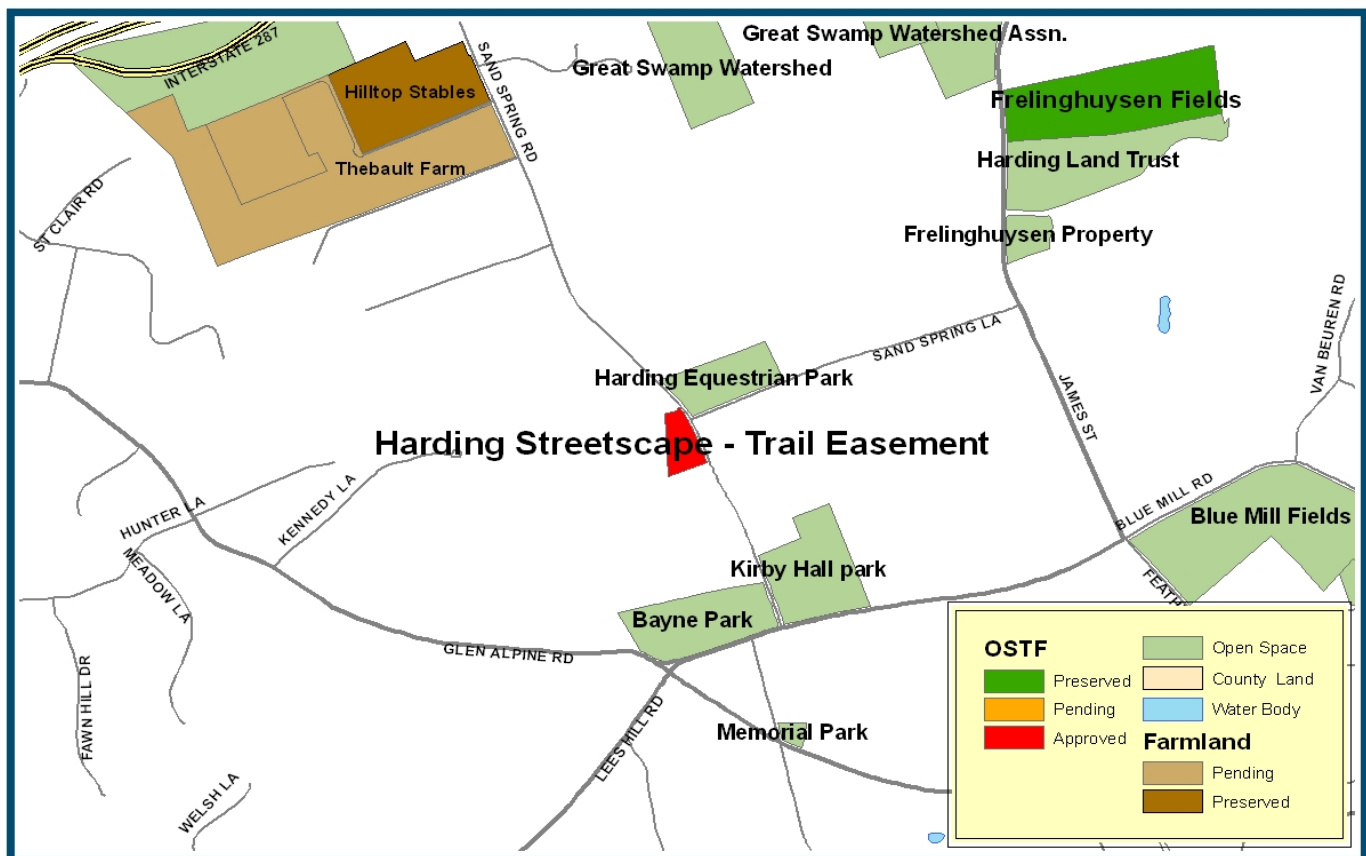 Great Swamp Watershed Assn.
INTERSTATE 287
SAND SPRING RD
Great Swamp Watershed
Hilltop Stables
Frelinghuysen Fields
Thebault Farm
Harding Land Trust
ST CLAIR RD
Frelinghuysen Property
VAN BEUREN RD
SAND SPRING LA
Harding Equestrian Park
JAMES ST
Harding Streetscape - Trail Easement
HUNTER LA
KENNEDY LA
BLUE MILL RD
Blue Mill Fields
MEADOW LA
Kirby Hall park
FEATH
Bayne Park
GLEN ALPINE RD
FAWN HILL DR
LEES HILL RD
Memorial Park
WELSH LA
OSTF
Preserved
Pending
Approved
Open Space
County Land
Water Body
Farmland
Pending
Preserved